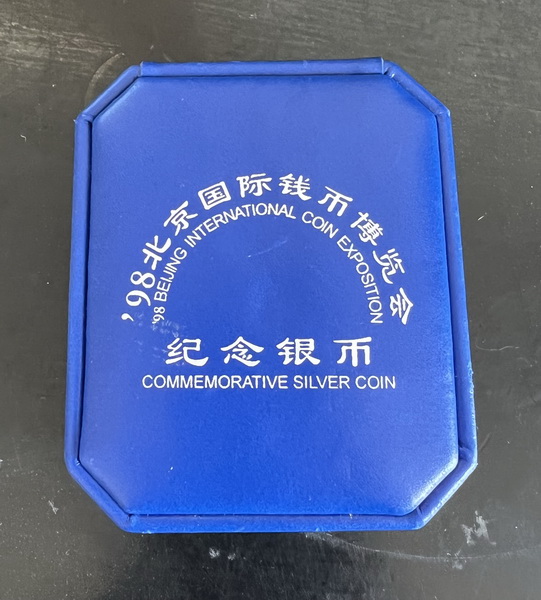 ’98北京国际钱币博览会
’98 BEIJING INTERNATIONAL COIN EXPOSITION
纪念银币
COMMEMORATIVE SILVER COIN